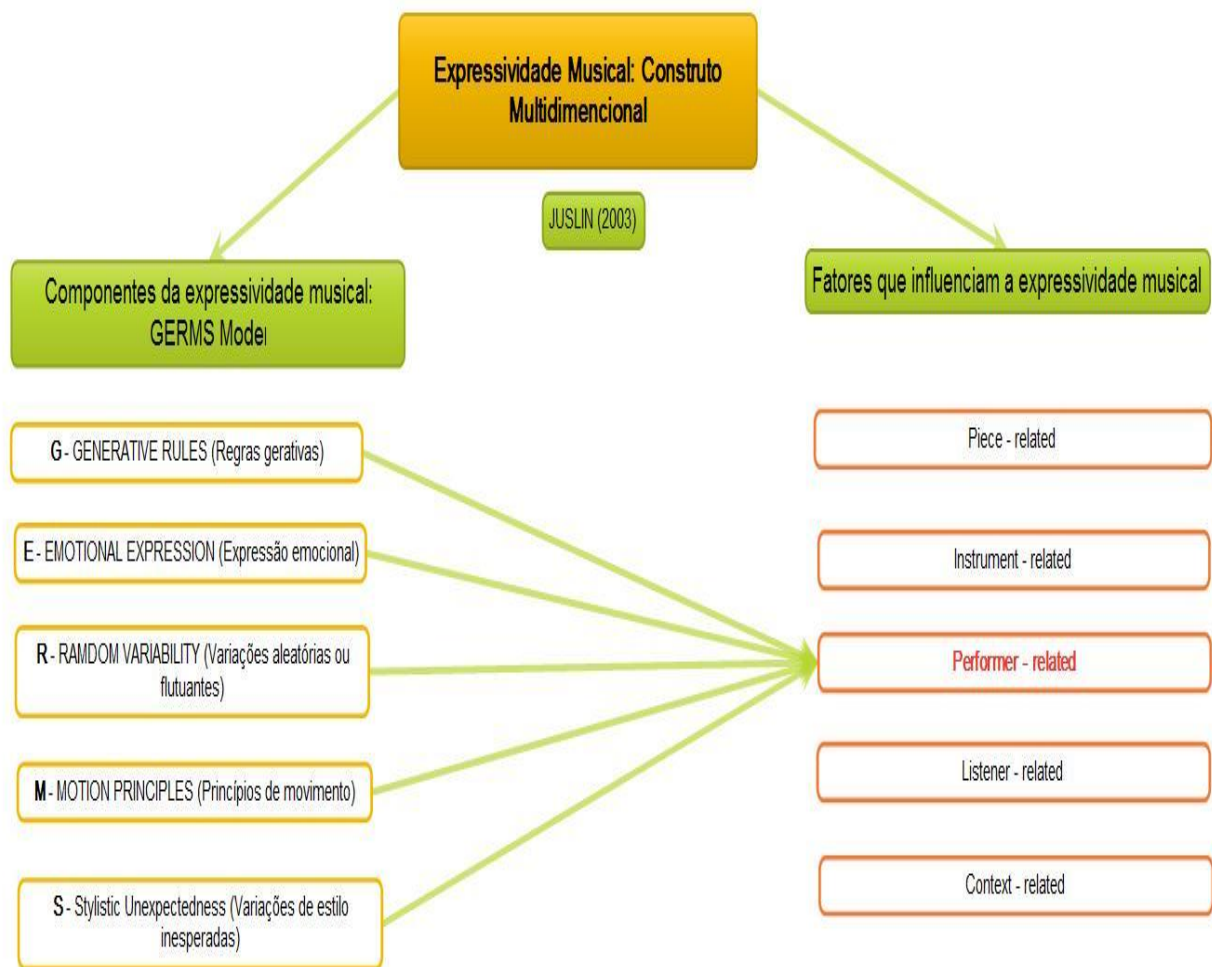 Expressividade Musical: Construto
Multidimencional
JUSLIN (2003)
Componentes da expressividade musical:
GERMS Model
Fatores que influenciam a expressividade musical
G - GENERATIVE RULES (Regras gerativas)
E - EMOTIONAL EXPRESSION (Expressão emocional)
R - RAMDOM VARIABILITY (Variações aleatórias ou
flutuantes)
M - MOTION PRINCIPLES (Princípios de movimento)
S - Stylistic Unexpectedness (Variações de estilo
inesperadas)
Piece - related
Instrument - related
Performer - related
Listener - related
Context - related